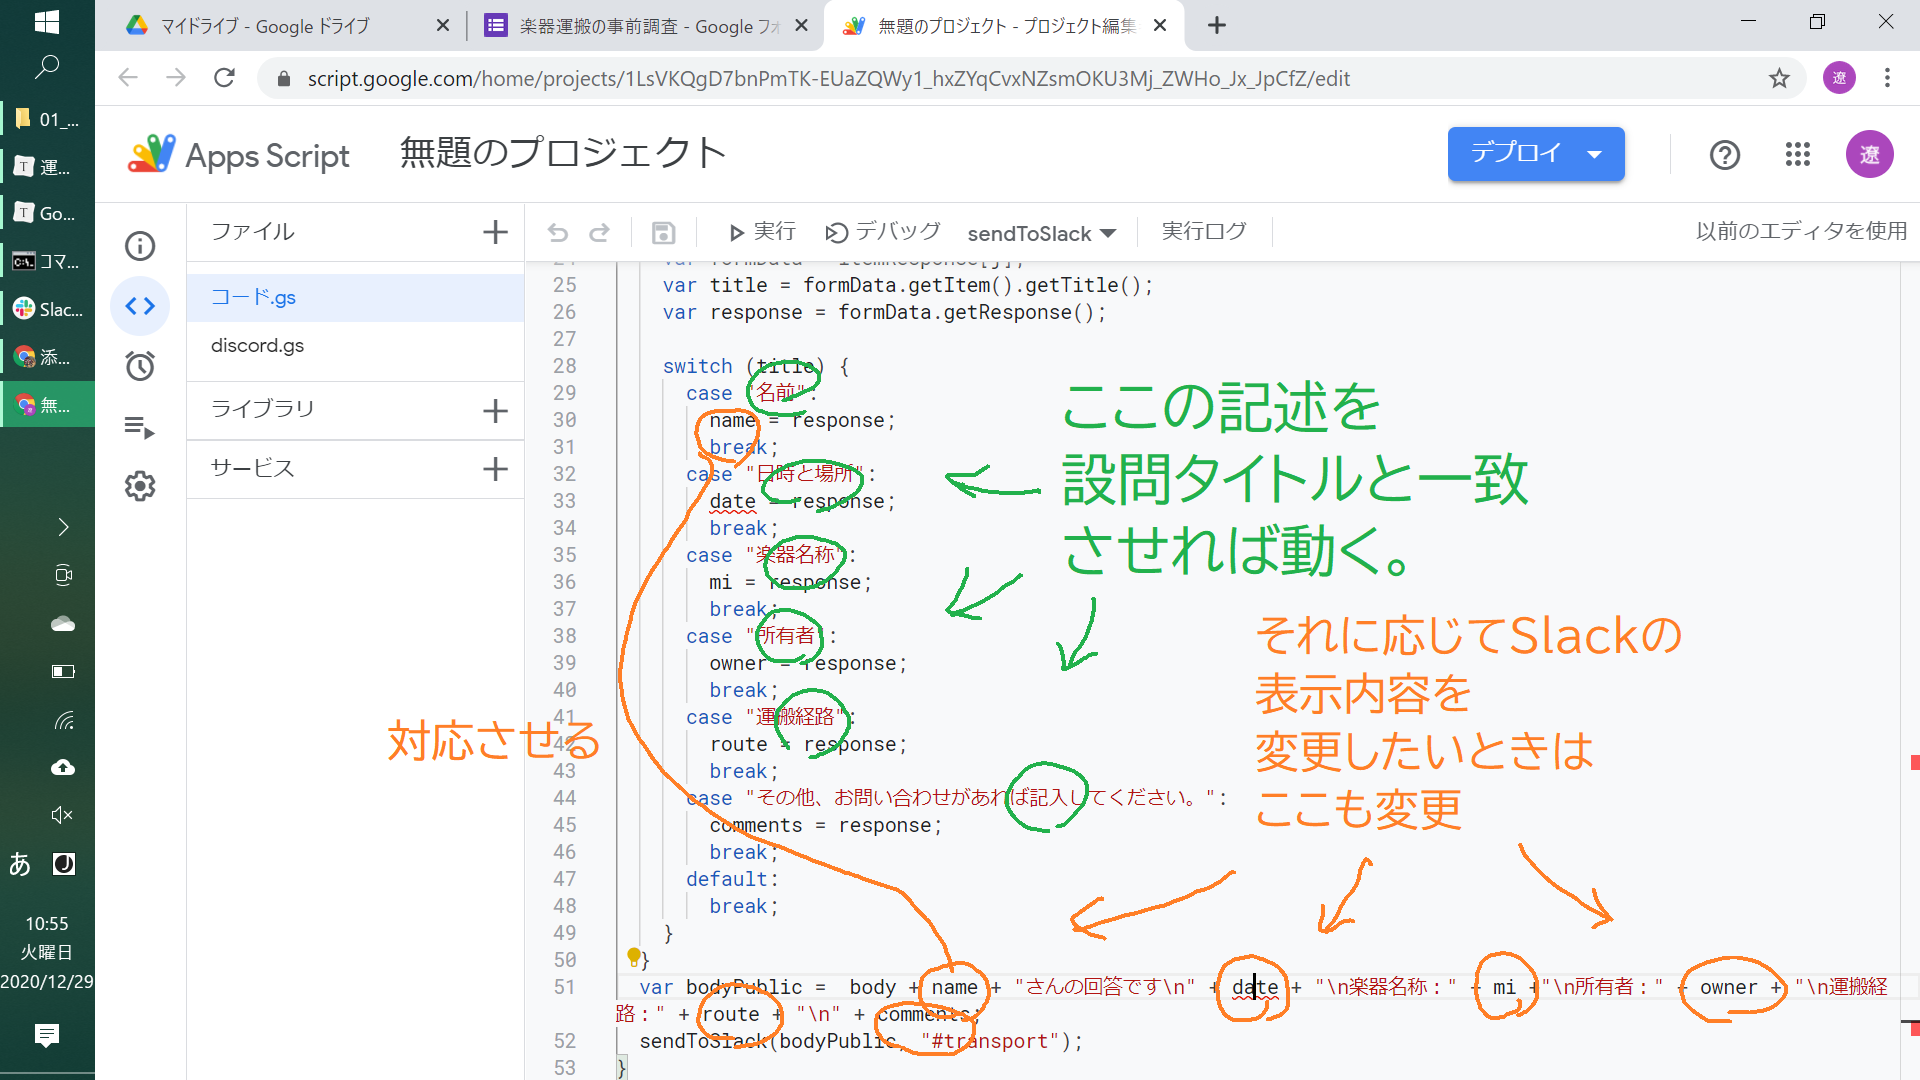 マイドライブ - Google ドライブ
楽器運搬の事前調査 - Google フォ
無題のプロジェクト - プロジェクト編集
script.google.com/home/projects/1LsVKQgD7bnPmTK-EUaZQWy1_hxZYqCvxNZsmOKU3Mj_ZWHo_Jx_JpCfZ/edit
遼
Apps Script
無題のプロジェクト
デプロイ
遼
01_...
運...
Go...
コマ...
Slac...
添...
無...
あ
10:55
火曜日
2020/12/29
ファイル
コード.gs
discord.gs
ライブラリ
サービス
実行
デバッグ
sendToSlack
実行ログ
以前のエディタを使用
24 var formData = itemResponse[j];
25 var title = formData.getItem().getTitle();
26 var response = formData.getResponse();
27
28 switch (title) {
29 case "名前":
30 name = response;
31 break;
32 case "日時と場所":
33 date = response;
34 break;
35 case "楽器名称":
36 mi = response;
37 break;
38 case "所有者":
39 owner = response;
40 break;
41 case "運搬経路":
42 route = response;
43 break;
44 case "その他、お問い合わせがあれば記入してください。":
45 comments = response;
46 break;
47 default:
48 break;
49 }
50 }
51 var bodyPublic = body + name + "さんの回答です\n" + date + "\n楽器名称：" + mi +"\n所有者：" + owner + "\n運搬経
路：" + route + "\n" + comments;
52 sendToSlack(bodyPublic, "#transport");
53 }
ここの記述を
設問タイトルと一致
させれば動く。
それに応じてSlackの
表示内容を
変更したいときは
ここも変更
対応させる